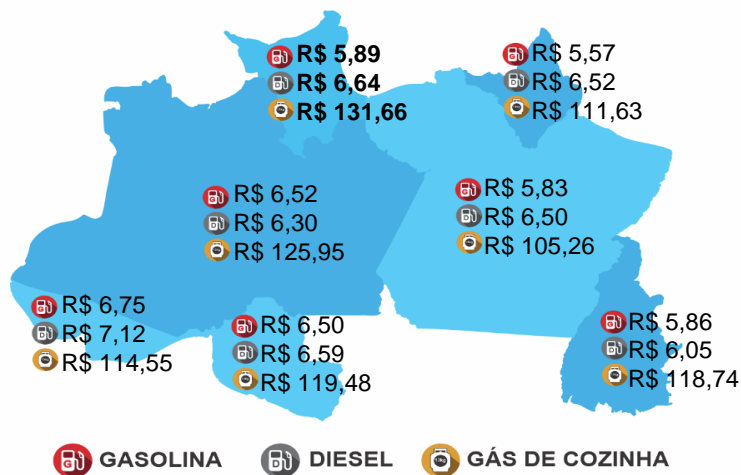 R$ 5,89
R$ 6,64
R$ 131,66
R$ 5,57
R$ 6,52
R$ 111,63
R$ 6,52
R$ 6,30
R$ 125,95
R$ 5,83
R$ 6,50
R$ 105,26
R$ 6,75
R$ 7,12
R$ 114,55
R$ 6,50
R$ 6,59
R$ 119,48
R$ 5,86
R$ 6,05
R$ 118,74
G GASOLINA D DIESEL 13kg GÁS DE COZINHA